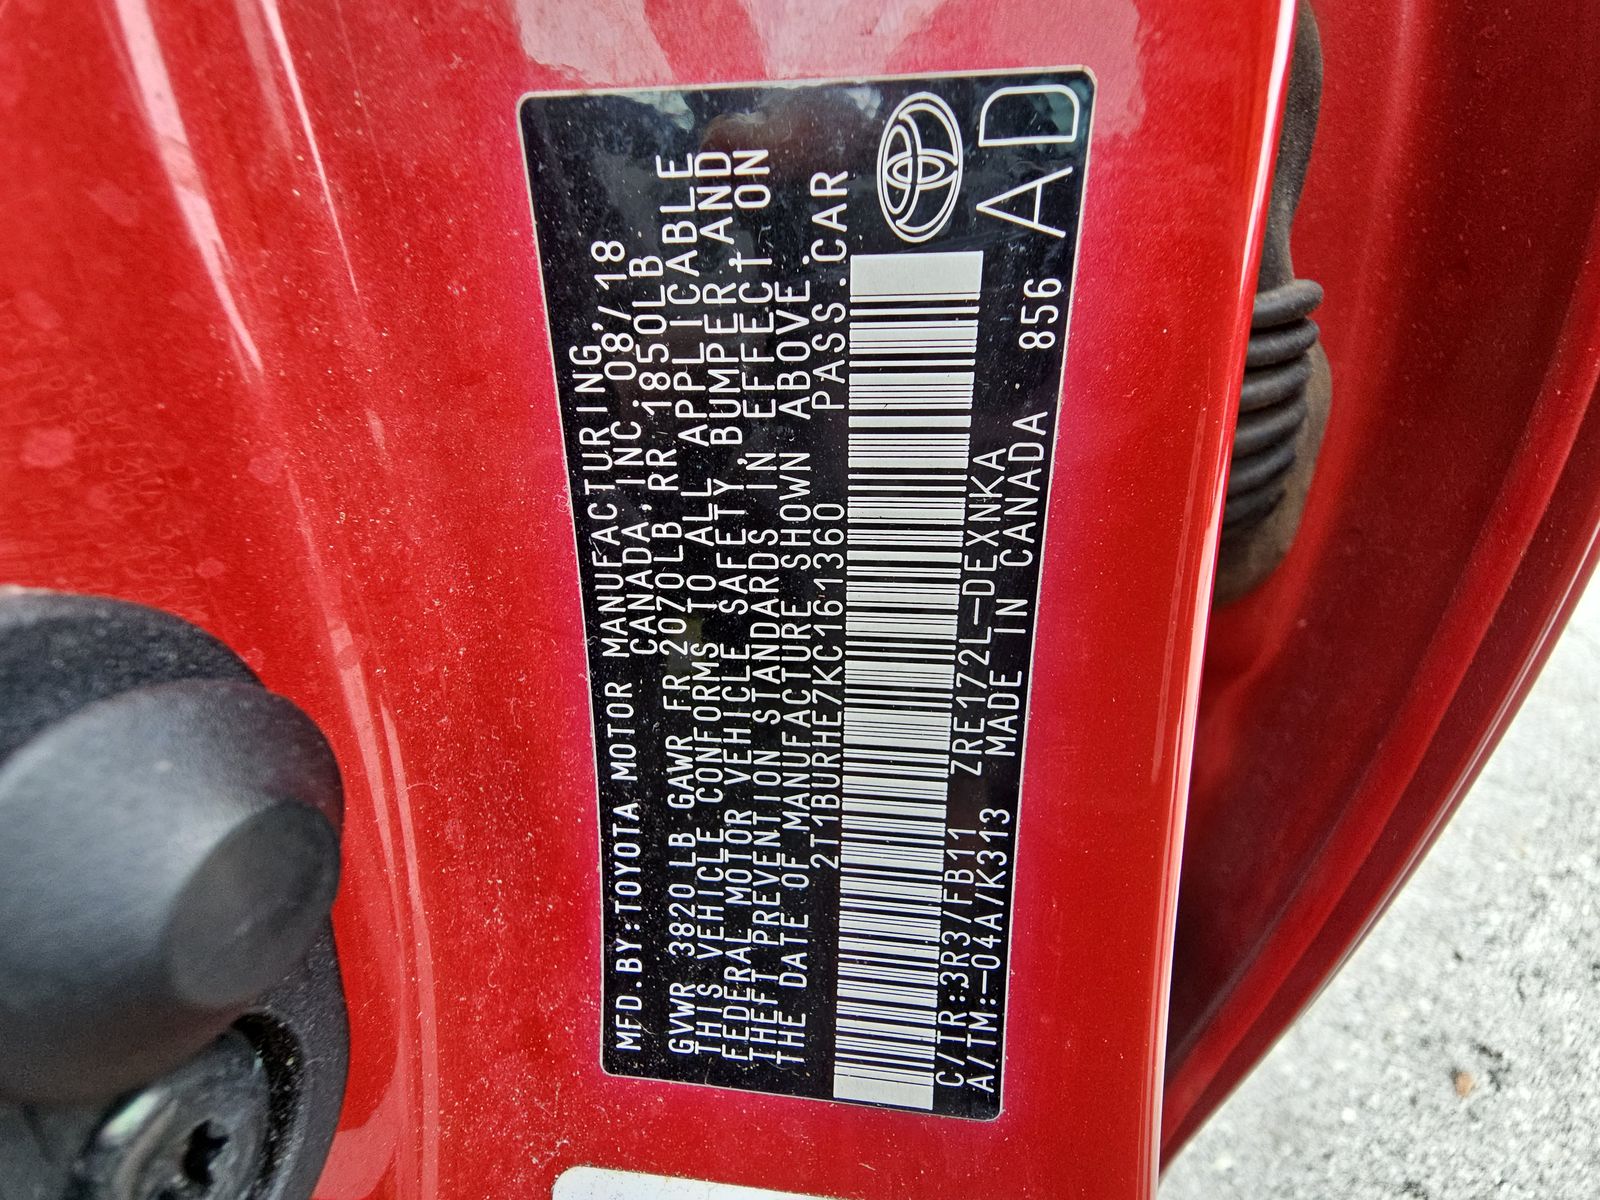 MFD.BY:TOYOTA MOTOR MANUFACTURING,
CANADA, INC. 08/18
GVWR 3820LB GAWR FR 2070LB RR 1850LB
THIS VEHICLE CONFORMS TO ALL APPLICABLE
FEDERAL MOTOR VEHICLE SAFETY, BUMPER, AND
THEFT PREVENTION STANDARDS IN EFFECT ON
THE DATE OF MANUFACTURE SHOWN ABOVE.
2T1BURHE7KC161360 PASS.CAR
C/TR:3R3/FB11 ZRE172L-DEXNKA
A/TM:-04A/K313 MADE IN CANADA 856 AD